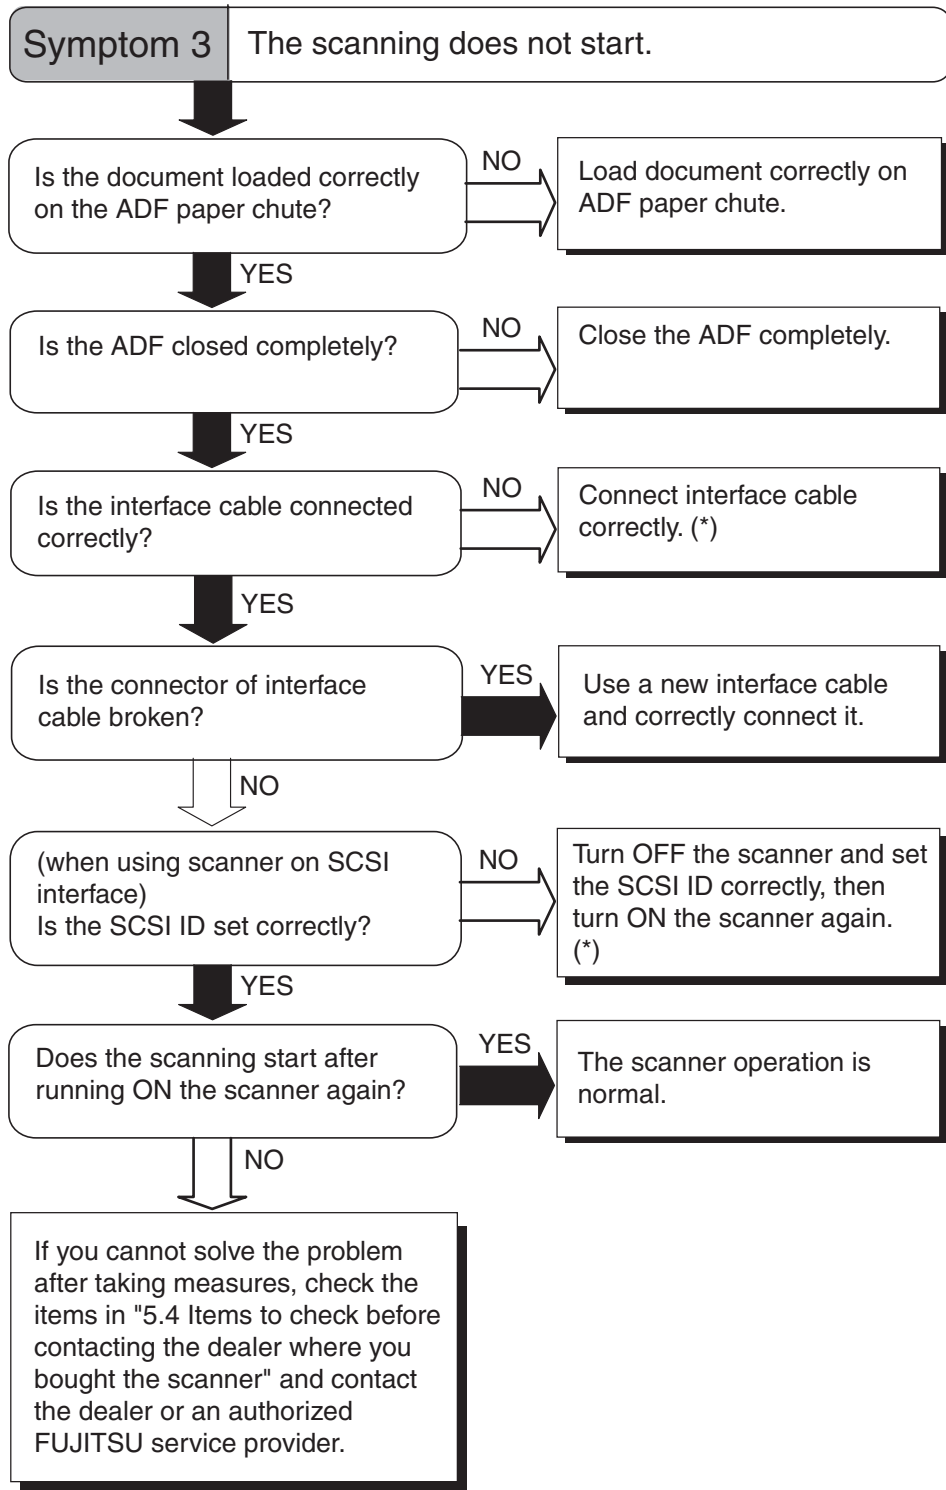 Symptom 3
The scanning does not start.
Is the document loaded correctly
on the ADF paper chute?
NO
Load document correctly on
ADF paper chute.
YES
Is the ADF closed completely?
NO
Close the ADF completely.
YES
Is the interface cable connected
correctly?
NO
Connect interface cable
correctly. (*)
YES
Is the connector of interface
cable broken?
YES
Use a new interface cable
and correctly connect it.
NO
(when using scanner on SCSI
interface)
Is the SCSI ID set correctly?
NO
Turn OFF the scanner and set
the SCSI ID correctly, then
turn ON the scanner again.
(*)
YES
Does the scanning start after
running ON the scanner again?
YES
The scanner operation is
normal.
NO
If you cannot solve the problem
after taking measures, check the
items in "5.4 Items to check before
contacting the dealer where you
bought the scanner" and contact
the dealer or an authorized
FUJITSU service provider.